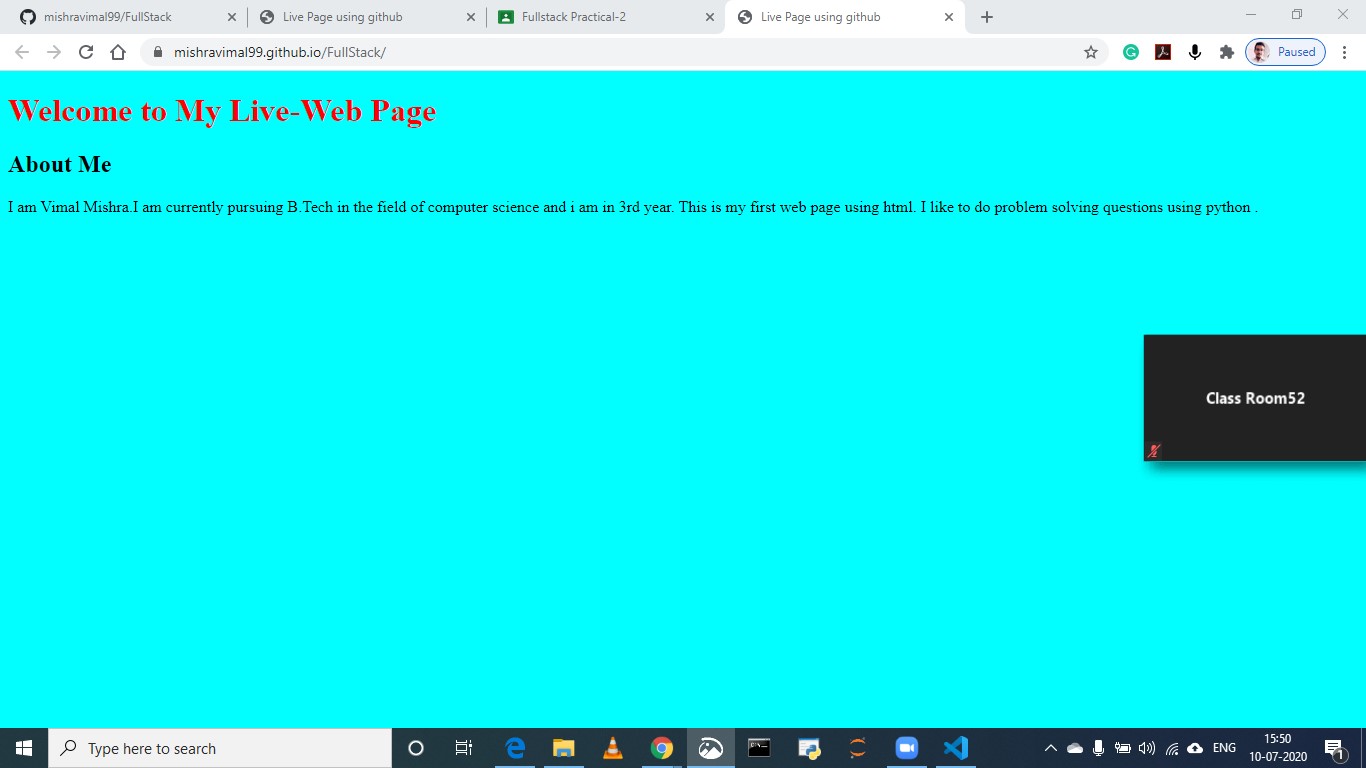 mishravimal99/FullStack
Live Page using github
Fullstack Practical-2
Live Page using github
mishravimal99.github.io/FullStack/
Paused
Welcome to My Live-Web Page
About Me
I am Vimal Mishra.I am currently pursuing B.Tech in the field of computer science and i am in 3rd year. This is my first web page using html. I like to do problem solving questions using python .
Class Room52
Type here to search
ENG
15:50
10-07-2020
1